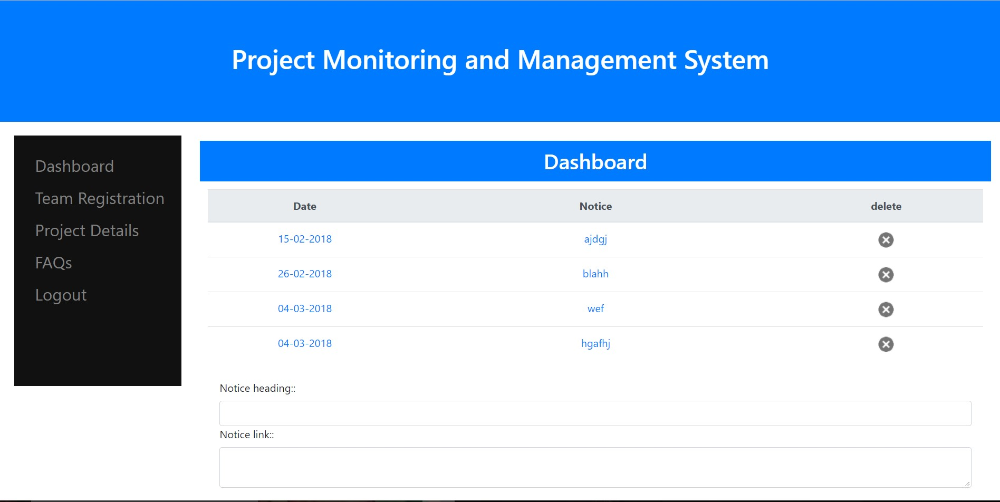 Project Monitoring and Management System
Dashboard
Team Registration
Project Details
FAQs
Logout
Dashboard
Date Notice delete
15-02-2018 ajdgj
26-02-2018 blahh
04-03-2018 wef
04-03-2018 hgafhj
Notice heading::
Notice link::